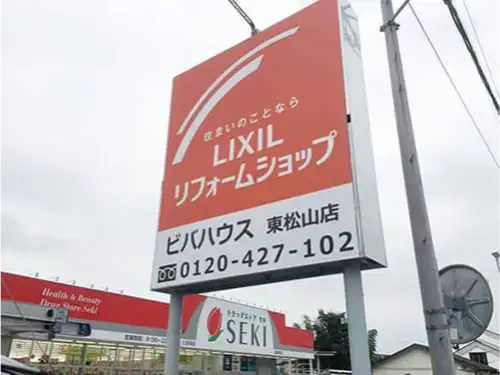 住まいのことなら
LIXIL
リフォームショップ
ビバハウス 東松山店
0120-427-102
Health & Beauty
Drug Store Seki
ドラッグストア セキ
SEKI